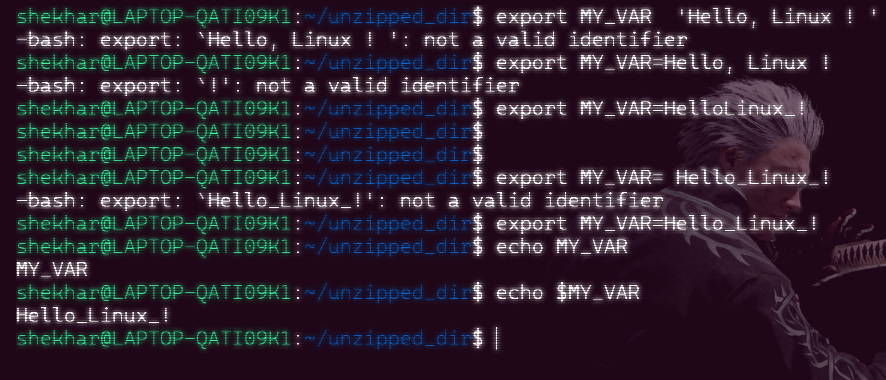 shekhar@LAPTOP-QATI09K1:~/unzipped_dir$ export MY_VAR  'Hello, Linux ! '
-bash: export: `Hello, Linux ! ': not a valid identifier
shekhar@LAPTOP-QATI09K1:~/unzipped_dir$ export MY_VAR=Hello, Linux !
-bash: export: `!': not a valid identifier
shekhar@LAPTOP-QATI09K1:~/unzipped_dir$ export MY_VAR=HelloLinux_!
shekhar@LAPTOP-QATI09K1:~/unzipped_dir$
shekhar@LAPTOP-QATI09K1:~/unzipped_dir$
shekhar@LAPTOP-QATI09K1:~/unzipped_dir$ export MY_VAR= Hello_Linux_!
-bash: export: `Hello_Linux_!': not a valid identifier
shekhar@LAPTOP-QATI09K1:~/unzipped_dir$ export MY_VAR=Hello_Linux_!
shekhar@LAPTOP-QATI09K1:~/unzipped_dir$ echo MY_VAR
MY_VAR
shekhar@LAPTOP-QATI09K1:~/unzipped_dir$ echo $MY_VAR
Hello_Linux_!
shekhar@LAPTOP-QATI09K1:~/unzipped_dir$